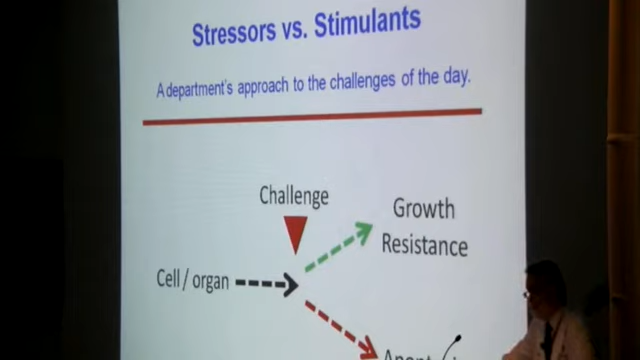 Stressors vs. Stimulants
A department's approach to the challenges of the day.
Challenge
Growth
Resistance
Cell / organ